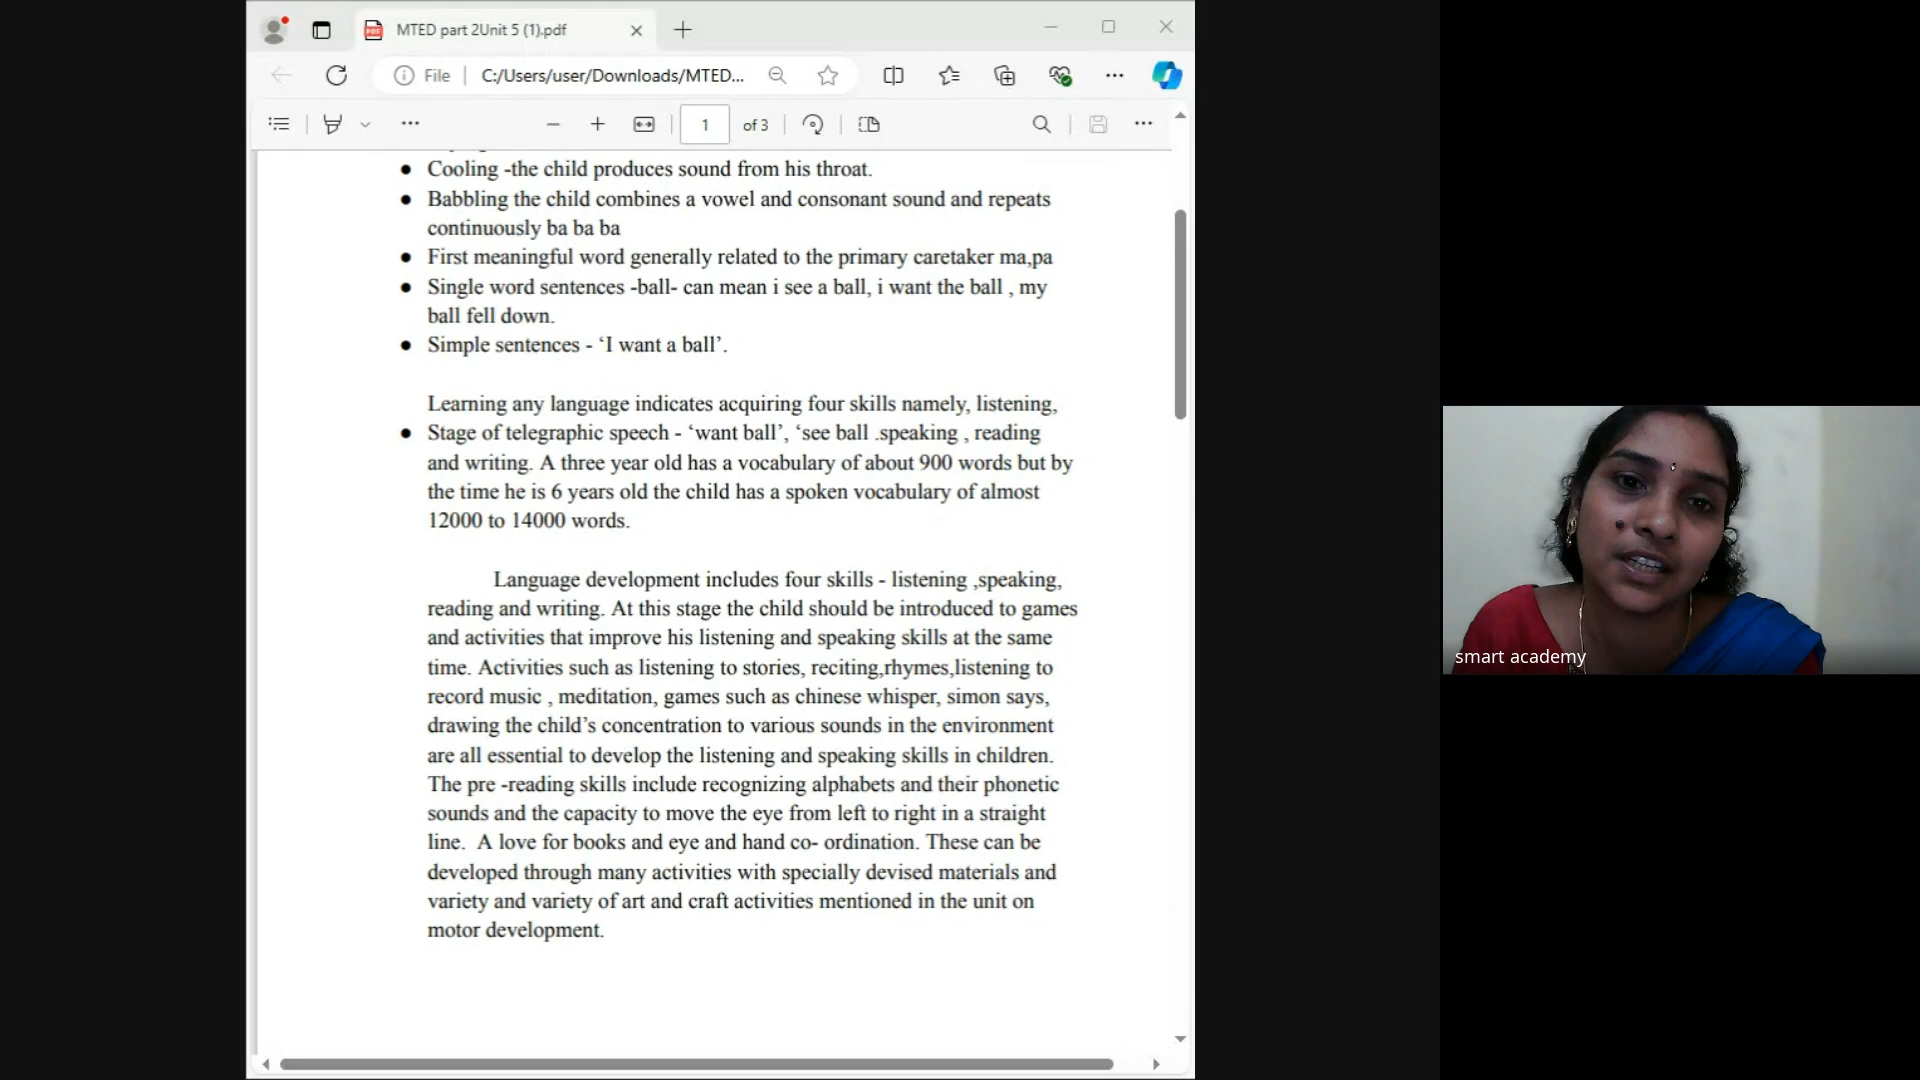 MTED part 2Unit 5 (1).pdf
File
C:/Users/user/Downloads/MTED...
1
of 3
● Cooling -the child produces sound from his throat.
● Babbling the child combines a vowel and consonant sound and repeats
continuously ba ba ba
● First meaningful word generally related to the primary caretaker ma,pa
● Single word sentences -ball- can mean i see a ball, i want the ball , my
ball fell down.
● Simple sentences - ‘I want a ball’.
Learning any language indicates acquiring four skills namely, listening,
● Stage of telegraphic speech - ‘want ball’, ‘see ball .speaking , reading
and writing. A three year old has a vocabulary of about 900 words but by
the time he is 6 years old the child has a spoken vocabulary of almost
12000 to 14000 words.
Language development includes four skills - listening ,speaking,
reading and writing. At this stage the child should be introduced to games
and activities that improve his listening and speaking skills at the same
time. Activities such as listening to stories, reciting,rhymes,listening to
record music , meditation, games such as chinese whisper, simon says,
drawing the child’s concentration to various sounds in the environment
are all essential to develop the listening and speaking skills in children.
The pre -reading skills include recognizing alphabets and their phonetic
sounds and the capacity to move the eye from left to right in a straight
line.  A love for books and eye and hand co- ordination. These can be
developed through many activities with specially devised materials and
variety and variety of art and craft activities mentioned in the unit on
motor development.
smart academy